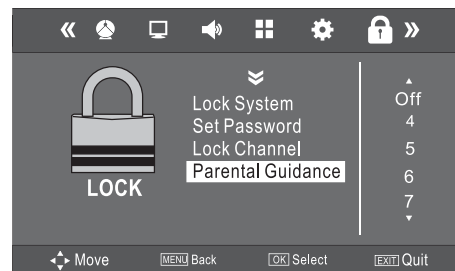 Lock System
Set Password
Lock Channel
Parental Guidance
LOCK
Off
4
5
6
7
Move MENU Back OK Select EXIT Quit